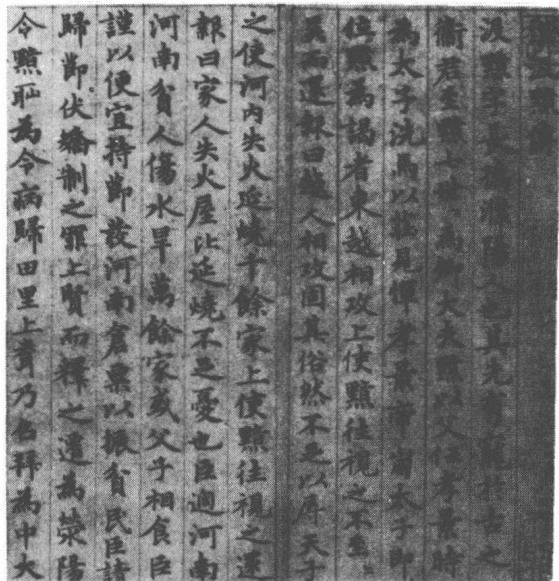 汲黯字長孺濮陽人也其先有寵於古之
衛君至黯十世〻為卿大夫黯以父任孝景時
為太子洗馬以莊見憚孝景帝崩太子即
位黯為謁者東越相攻上使黯往視之不至〻
吳而還報曰越人相攻固其俗然不足以辱天子
之使河內失火延燒千餘家上使黯往視之還
報曰家人失火屋比延燒不足憂也臣過河南
河南貧人傷水旱萬餘家或父子相食臣
謹以便宜持節發河南倉粟以振貧民臣請
歸節伏矯制之罪上賢而釋之遷為滎陽
令黯恥為令病歸田里上聞乃召拜為中大